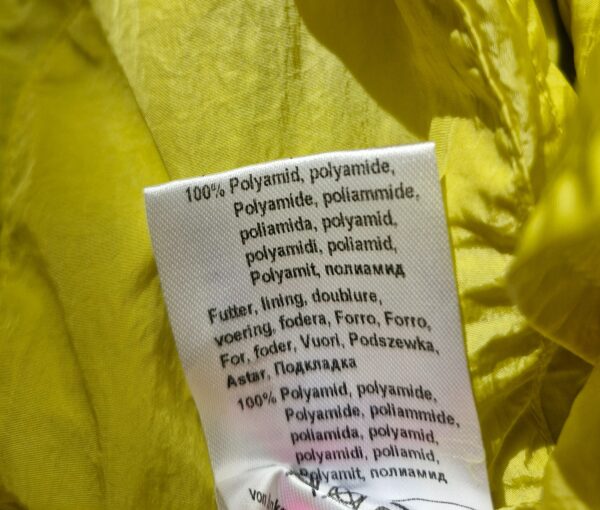 100% Polyamid, polyamide,
Polyamide, poliammide,
poliamida, polyamid,
polyamidi, poliamid,
Polyamit, полиамид
Futter, lining, doublure,
voering, fodera, Forro, Forro,
For, foder, Vuori, Podszewka,
Astar, Подкладка
100% Polyamid, polyamide,
Polyamide, poliammide,
poliamida, polyamid,
polyamidi, poliamid,
Polyamit, полиамид